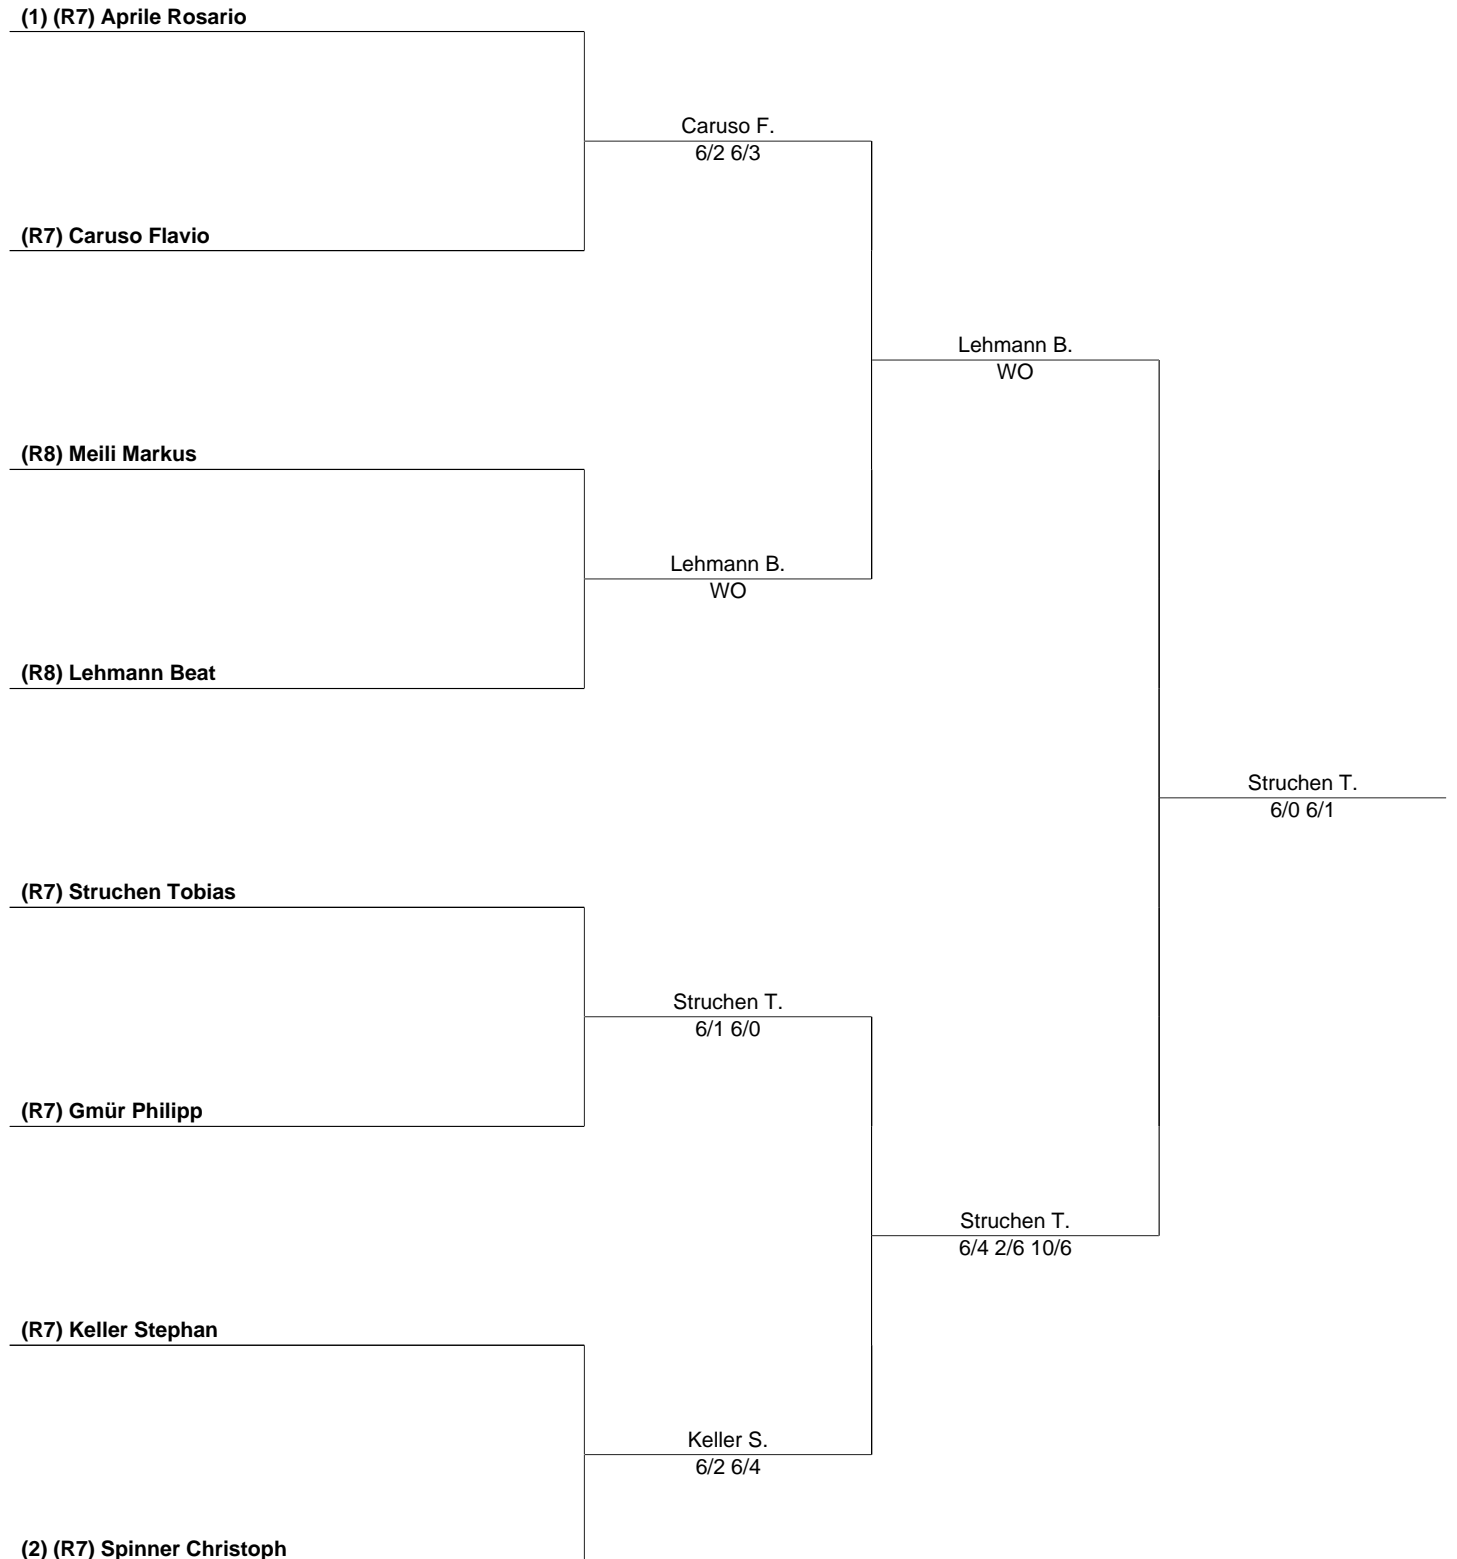 (1) (R7) Aprile Rosario
Caruso F.
6/2 6/3
(R7) Caruso Flavio
Lehmann B.
WO
(R8) Meili Markus
Lehmann B.
WO
(R8) Lehmann Beat
Struchen T.
6/0 6/1
(R7) Struchen Tobias
Struchen T.
6/1 6/0
(R7) Gmür Philipp
Struchen T.
6/4 2/6 10/6
(R7) Keller Stephan
Keller S.
6/2 6/4
(2) (R7) Spinner Christoph